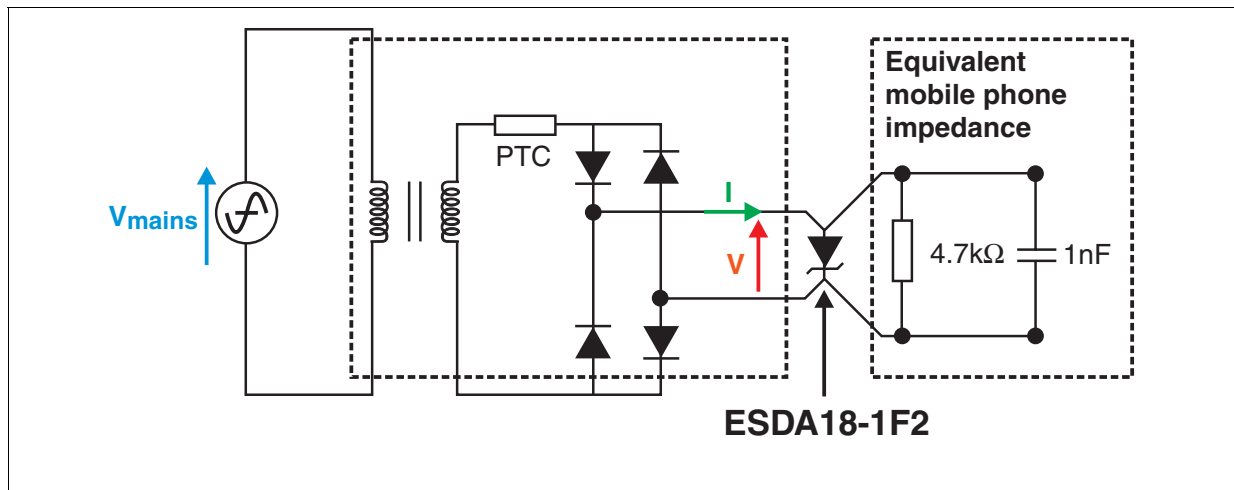 Equivalent
mobile phone
impedance
PTC
Vmains
I
V
4.7kΩ
1nF
ESDA18-1F2